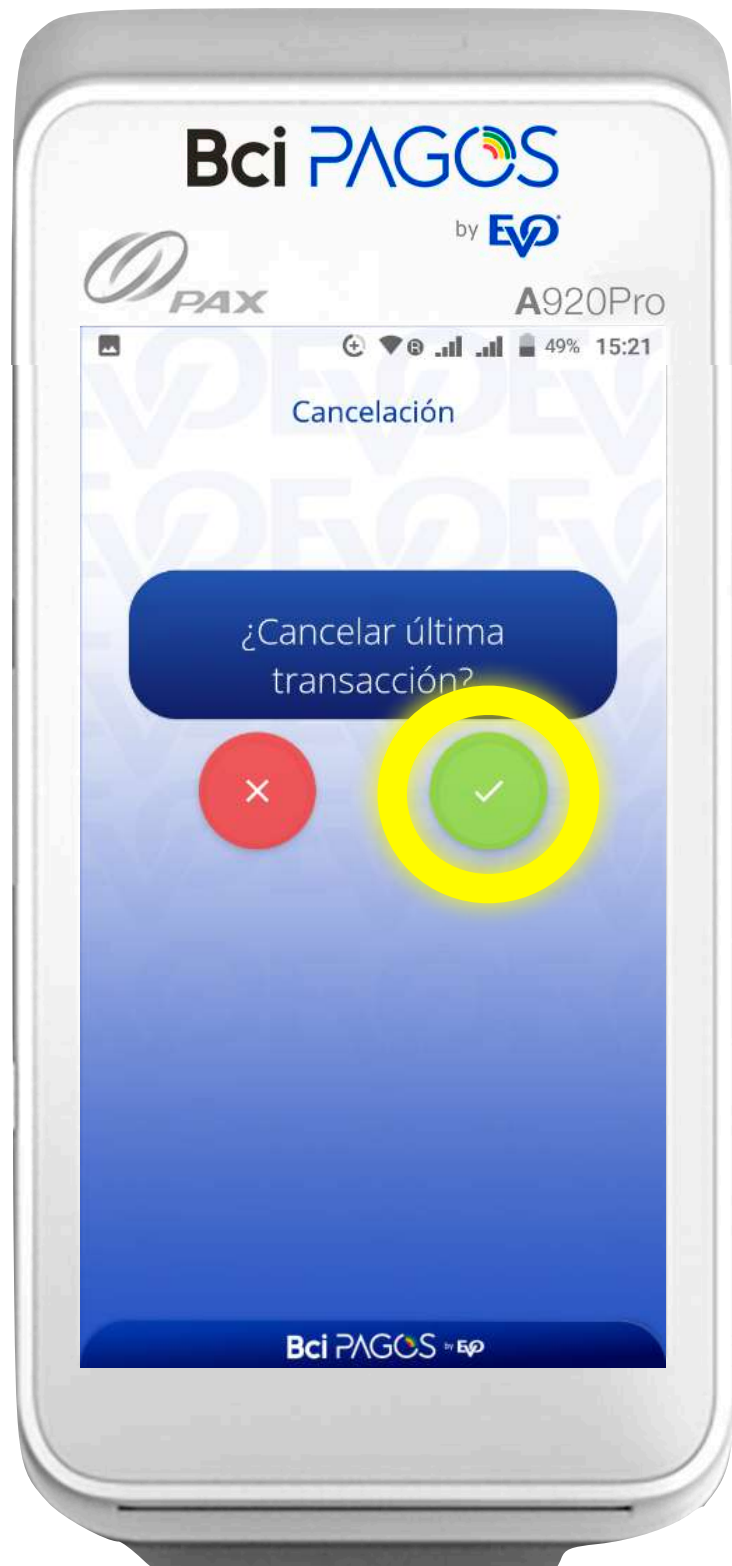 Bci PAGOS
by EVO
PAX
A920Pro
49% 15:21
Cancelación
¿Cancelar última
transacción?
Bci PAGOS by EVO